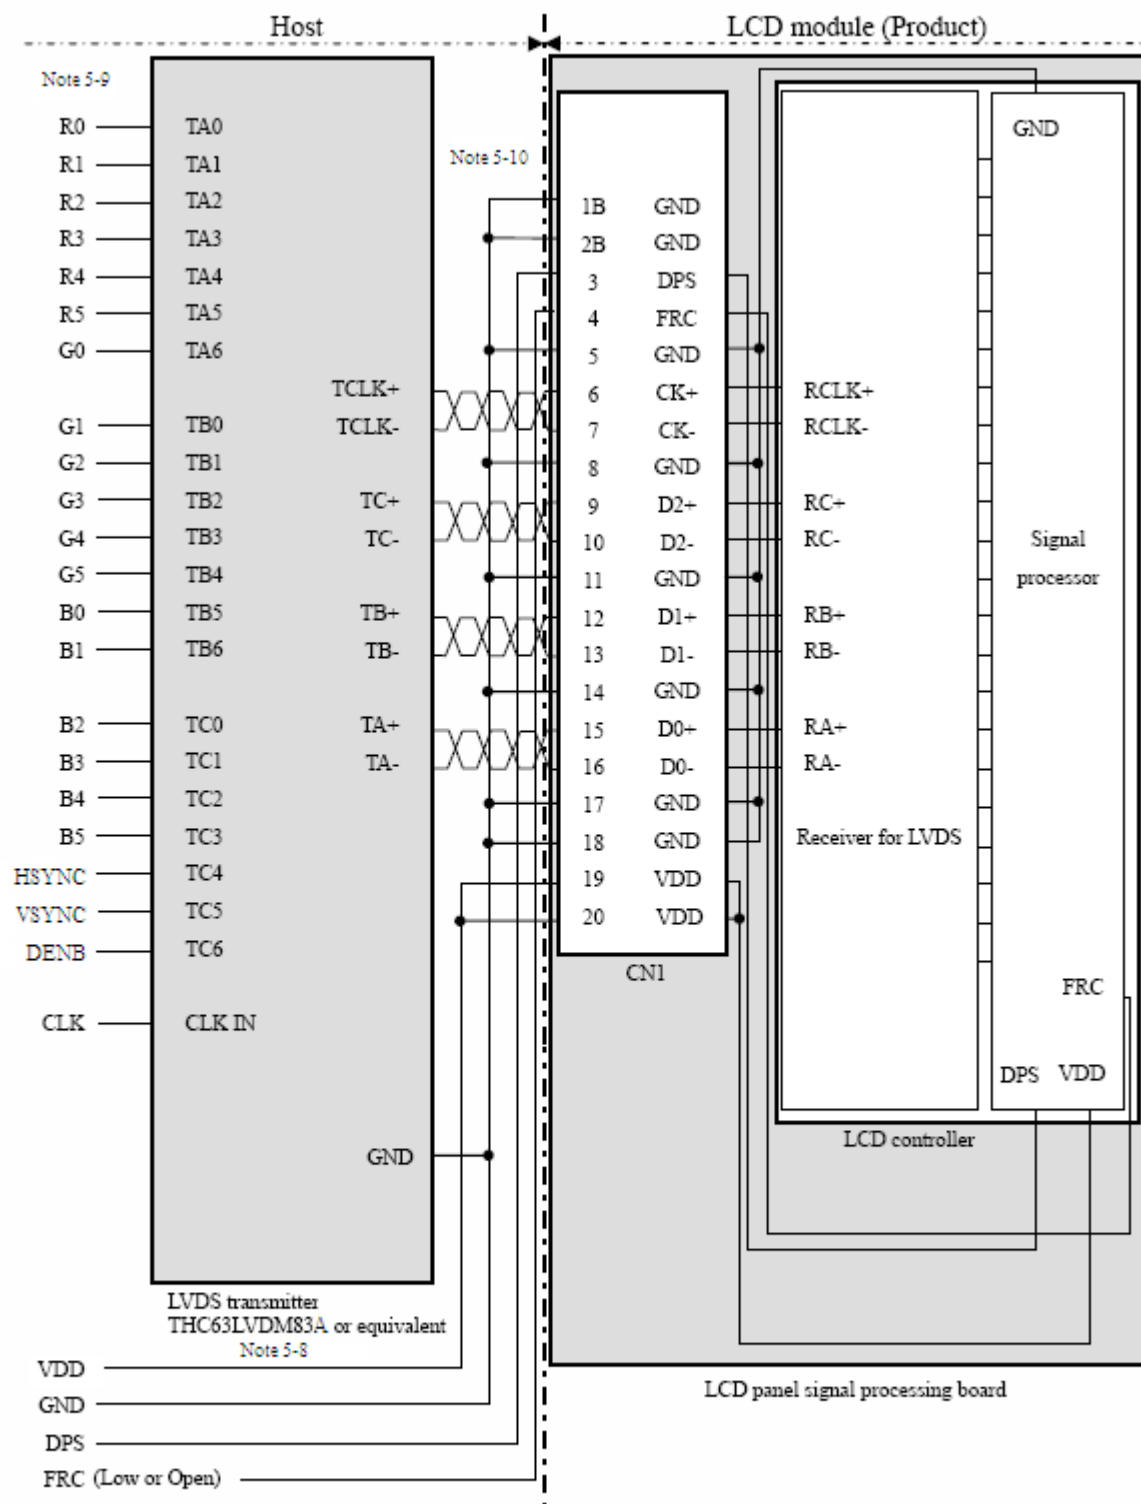 Host
LCD module (Product)
Note 5-9
R0 TA0
R1 TA1
R2 TA2
R3 TA3
R4 TA4
R5 TA5
G0 TA6
G1 TB0
G2 TB1
G3 TB2
G4 TB3
G5 TB4
B0 TB5
B1 TB6
B2 TC0
B3 TC1
B4 TC2
B5 TC3
HSYNC TC4
VSYNC TC5
DENB TC6
CLK CLK IN
TCLK+
TCLK-
TC+
TC-
TB+
TB-
TA+
TA-
GND
LVDS transmitter
THC63LVDM83A or equivalent
Note 5-8
VDD
GND
DPS
FRC (Low or Open)
Note 5-10
1B GND
2B GND
3 DPS
4 FRC
5 GND
6 CK+
7 CK-
8 GND
9 D2+
10 D2-
11 GND
12 D1+
13 D1-
14 GND
15 D0+
16 D0-
17 GND
18 GND
19 VDD
20 VDD
CN1
RCLK+
RCLK-
RC+
RC-
RB+
RB-
RA+
RA-
Receiver for LVDS
GND
Signal
processor
FRC
DPS VDD
LCD controller
LCD panel signal processing board